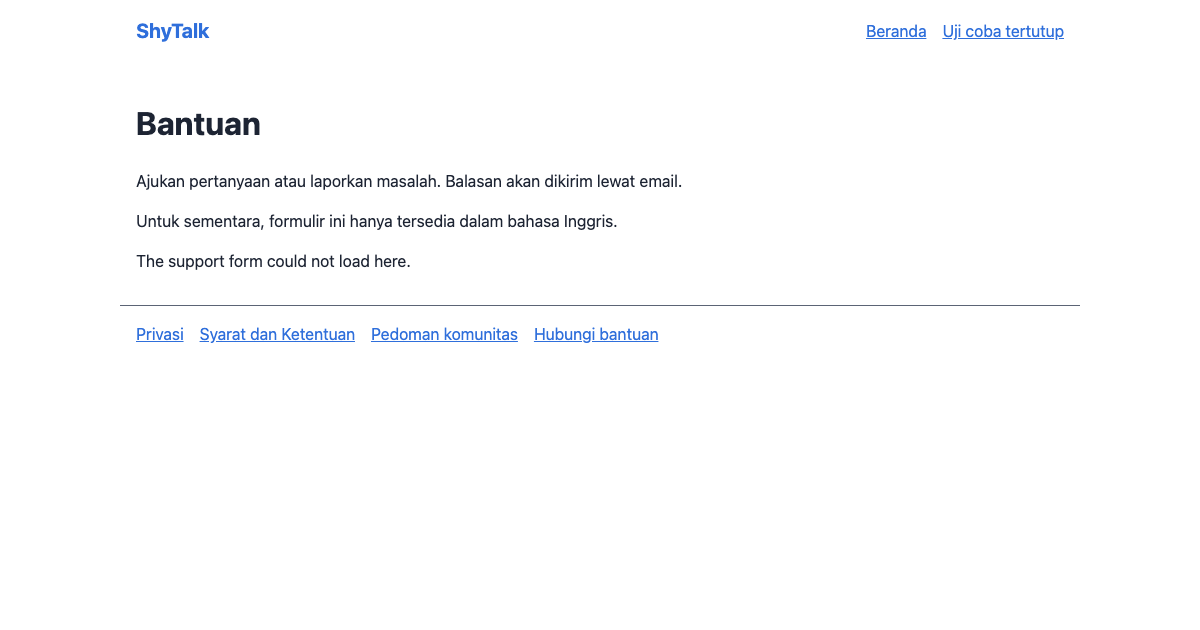 ShyTalk
Beranda Uji coba tertutup
Bantuan
Ajukan pertanyaan atau laporkan masalah. Balasan akan dikirim lewat email.
Untuk sementara, formulir ini hanya tersedia dalam bahasa Inggris.
The support form could not load here.
Privasi Syarat dan Ketentuan Pedoman komunitas Hubungi bantuan